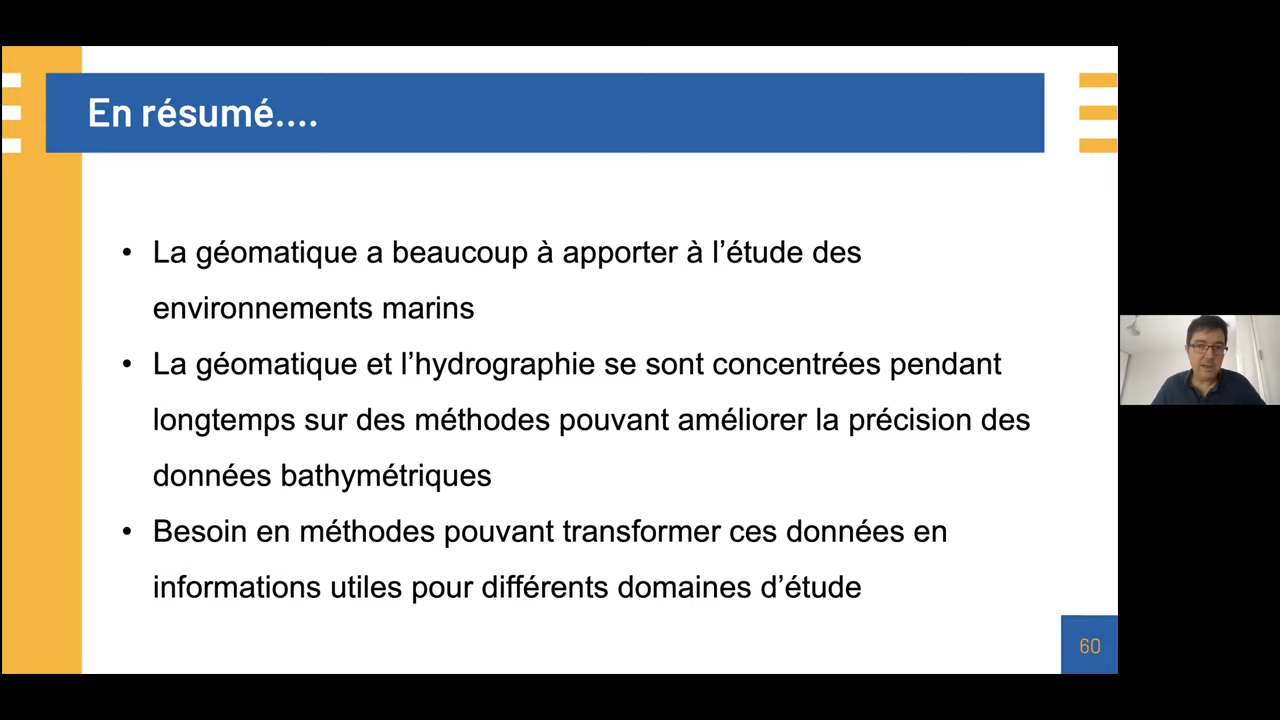 En résumé....
• La géomatique a beaucoup à apporter à l’étude des
environnements marins
• La géomatique et l’hydrographie se sont concentrées pendant
longtemps sur des méthodes pouvant améliorer la précision des
données bathymétriques
• Besoin en méthodes pouvant transformer ces données en
informations utiles pour différents domaines d’étude
60